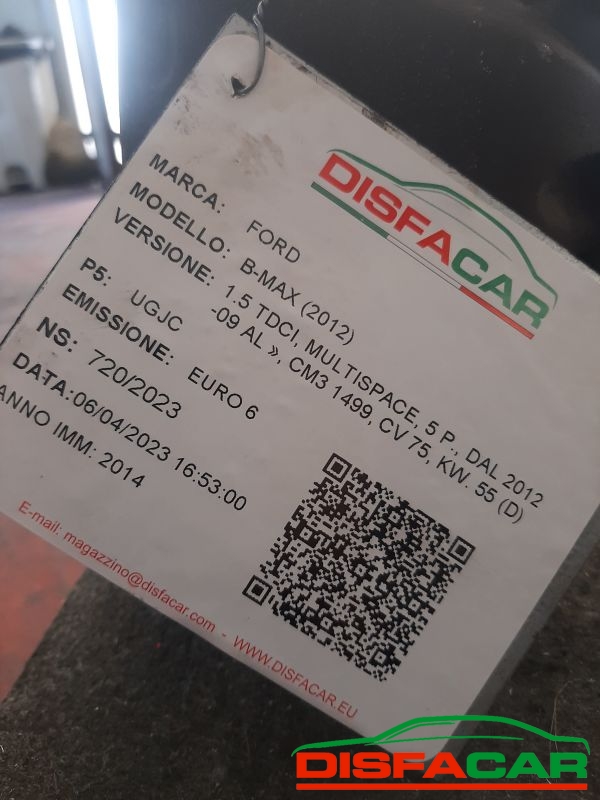 DISFACAR
MARCA: FORD
MODELLO: B-MAX (2012)
VERSIONE: 1.5 TDCI, MULTISPACE, 5 P., DAL 2012
-09 AL », CM3 1499, CV 75, KW. 55 (D)
P5: UGJC
EMISSIONE: EURO 6
NS: 720/2023
DATA:06/04/2023 16:53:00
ANNO IMM: 2014
E-mail: magazzino@disfacar.com - WWW.DISFACAR.EU
DISFACAR